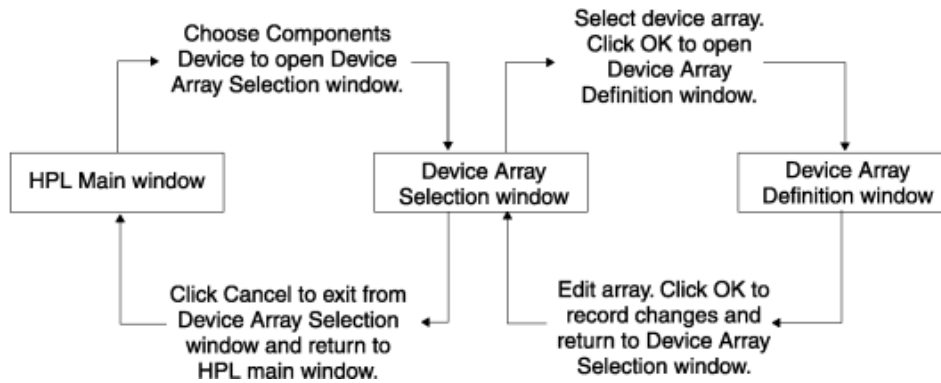 Choose Components
Device to open Device
Array Selection window.
Select device array.
Click OK to open
Device Array
Definition window.
HPL Main window
Device Array
Selection window
Device Array
Definition window
Click Cancel to exit from
Device Array Selection
window and return to
HPL main window.
Edit array. Click OK to
record changes and
return to Device Array
Selection window.